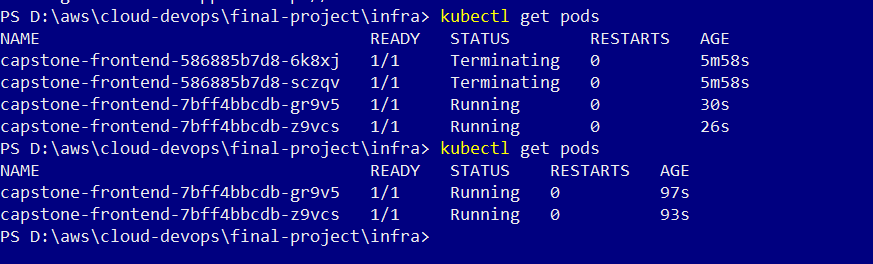 PS D:\aws\cloud-devops\final-project\infra> kubectl get pods
NAME READY STATUS RESTARTS AGE
capstone-frontend-586885b7d8-6k8xj 1/1 Terminating 0 5m58s
capstone-frontend-586885b7d8-sczqv 1/1 Terminating 0 5m58s
capstone-frontend-7bff4bbcdb-gr9v5 1/1 Running 0 30s
capstone-frontend-7bff4bbcdb-z9vcs 1/1 Running 0 26s
PS D:\aws\cloud-devops\final-project\infra> kubectl get pods
NAME READY STATUS RESTARTS AGE
capstone-frontend-7bff4bbcdb-gr9v5 1/1 Running 0 97s
capstone-frontend-7bff4bbcdb-z9vcs 1/1 Running 0 93s
PS D:\aws\cloud-devops\final-project\infra>